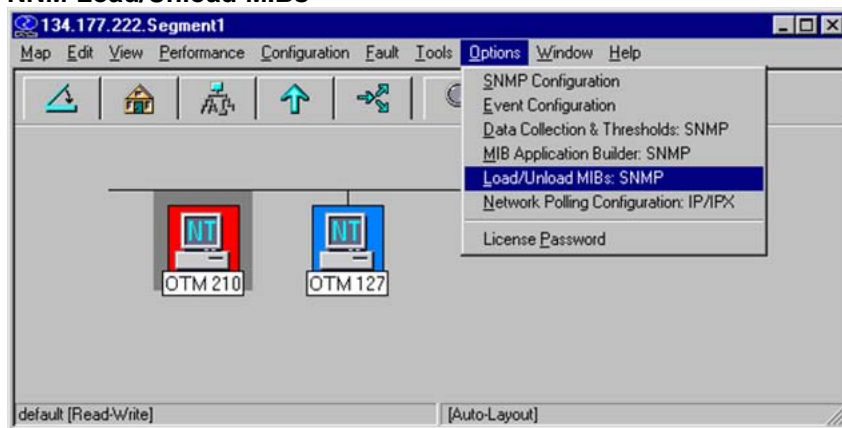 NNM Load/Unload MIBs
134.177.222.Segment1
Map Edit View Performance Configuration Fault Tools Options Window Help
SNMP Configuration
Event Configuration
Data Collection & Thresholds: SNMP
MIB Application Builder: SNMP
Load/Unload MIBs: SNMP
Network Polling Configuration: IP/IPX
License Password
NT
NT
OTM 210
OTM 127
default [Read-Write]
[Auto-Layout]